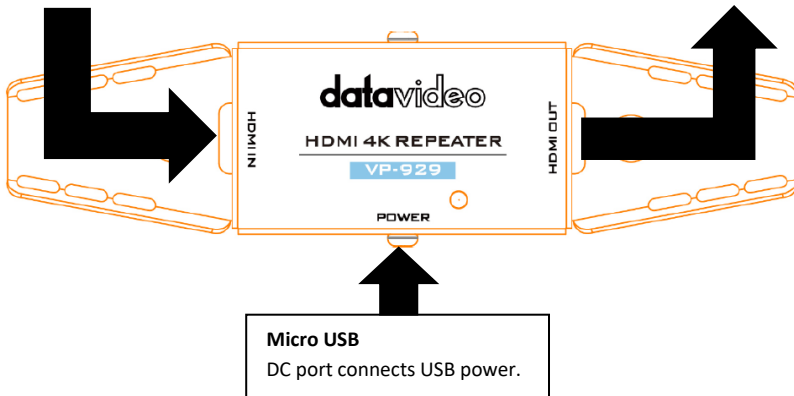 datavideo
HDMI IN
HDMI OUT
HDMI 4K REPEATER
VP-929
POWER
Micro USB
DC port connects USB power.